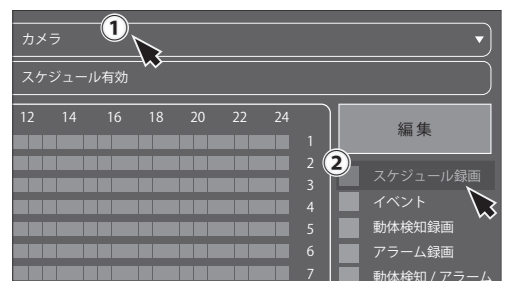 カメラ
①
スケジュール有効
12 14 16 18 20 22 24
編集
1
2
3
4
5
6
7
②
スケジュール録画
イベント
動体検知録画
アラーム録画
動体検知 / アラーム